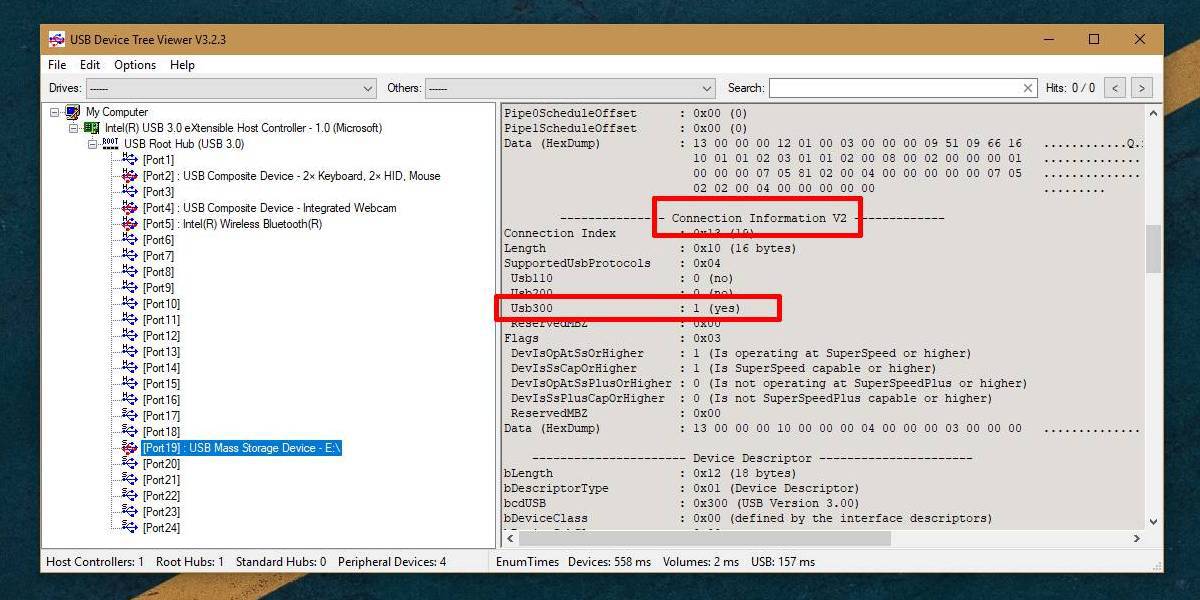 USB Device Tree Viewer V3.2.3
File Edit Options Help
Drives: ----- Others: ----- Search: Hits: 0 / 0 < >
My Computer
Intel(R) USB 3.0 eXtensible Host Controller - 1.0 (Microsoft)
USB Root Hub (USB 3.0)
[Port1]
[Port2] : USB Composite Device - 2× Keyboard, 2× HID, Mouse
[Port3]
[Port4] : USB Composite Device - Integrated Webcam
[Port5] : Intel(R) Wireless Bluetooth(R)
[Port6]
[Port7]
[Port8]
[Port9]
[Port10]
[Port11]
[Port12]
[Port13]
[Port14]
[Port15]
[Port16]
[Port17]
[Port18]
[Port19] : USB Mass Storage Device - E:\
[Port20]
[Port21]
[Port22]
[Port23]
[Port24]
Pipe0ScheduleOffset : 0x00 (0)
Pipe1ScheduleOffset : 0x00 (0)
Data (HexDump) : 13 00 00 00 12 01 00 03 00 00 00 09 51 09 66 16 ............Q.
10 01 01 02 03 01 01 02 00 08 00 02 00 00 00 01 ..............
00 00 00 07 05 81 02 00 04 00 00 00 00 00 07 05 ..............
02 02 00 04 00 00 00 00 00 .........
--------------- Connection Information V2 -------------
Connection Index : 0x13 (19)
Length : 0x10 (16 bytes)
SupportedUsbProtocols : 0x04
Usb110 : 0 (no)
Usb200 : 0 (no)
Usb300 : 1 (yes)
ReservedMBZ : 0x00
Flags : 0x03
DevIsOpAtSsOrHigher : 1 (Is operating at SuperSpeed or higher)
DevIsSsCapOrHigher : 1 (Is SuperSpeed capable or higher)
DevIsOpAtSsPlusOrHigher : 0 (Is not operating at SuperSpeedPlus or higher)
DevIsSsPlusCapOrHigher : 0 (Is not SuperSpeedPlus capable or higher)
ReservedMBZ : 0x00
Data (HexDump) : 13 00 00 00 10 00 00 00 04 00 00 00 03 00 00 00 ..............
---------------------- Device Descriptor ----------------------
bLength : 0x12 (18 bytes)
bDescriptorType : 0x01 (Device Descriptor)
bcdUSB : 0x300 (USB Version 3.00)
bDeviceClass : 0x00 (defined by the interface descriptors)
Host Controllers: 1 Root Hubs: 1 Standard Hubs: 0 Peripheral Devices: 4 EnumTimes Devices: 558 ms Volumes: 2 ms USB: 157 ms